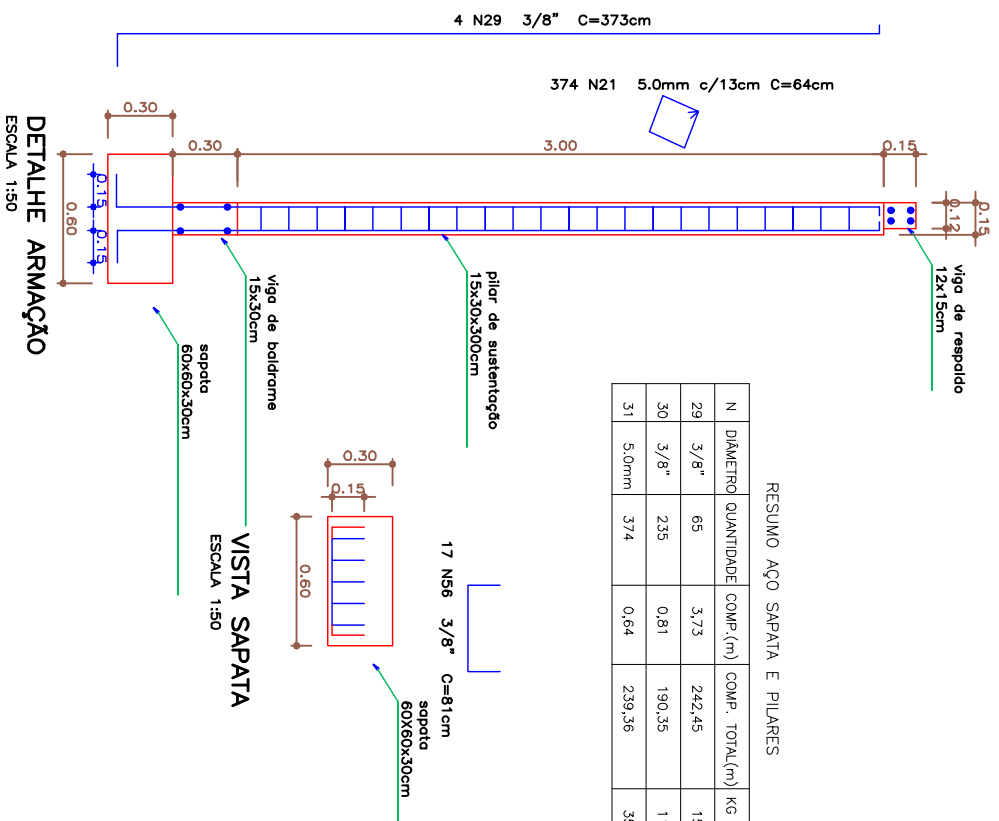 4 N29 3/8" C=373cm
374 N21 5.0mm c/13cm C=64cm
0.30
0.30
3.00
0.15
0.15
0.12
0.15
0.15
0.60
DETALHE ARMAÇÃO
ESCALA 1:50
viga de respaldo
12x15cm
pilar de sustentação
15x30x300cm
viga de baldrame
15x30cm
sapata
60x60x30cm
RESUMO AÇO SAPATA E PILARES
N DIÂMETRO QUANTIDADE COMP.(m) COMP. TOTAL(m) KG
29 3/8" 65 3,73 242,45
30 3/8" 235 0,81 190,35
31 5.0mm 374 0,64 239,36
0.30
0.15
0.60
17 N56 3/8" C=81cm
VISTA SAPATA
ESCALA 1:50
sapata
60X60x30cm